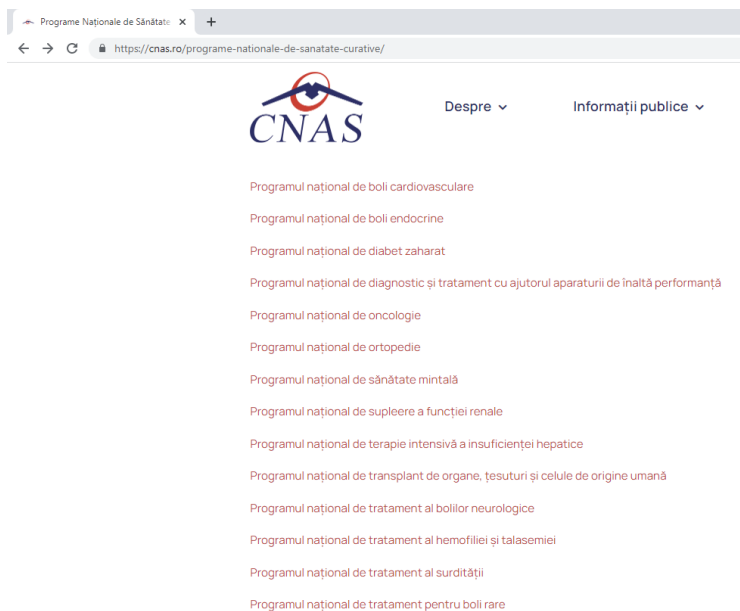 Programe Naționale de Sănătate
https://cnas.ro/programe-nationale-de-sanatate-curative/
CNAS
Despre
Informații publice
Programul național de boli cardiovasculare
Programul național de boli endocrine
Programul național de diabet zaharat
Programul național de diagnostic și tratament cu ajutorul aparaturii de înaltă performanță
Programul național de oncologie
Programul național de ortopedie
Programul național de sănătate mintală
Programul național de supleere a funcției renale
Programul național de terapie intensivă a insuficienței hepatice
Programul național de transplant de organe, țesuturi și celule de origine umană
Programul național de tratament al bolilor neurologice
Programul național de tratament al hemofiliei și talasemiei
Programul național de tratament al surdității
Programul național de tratament pentru boli rare